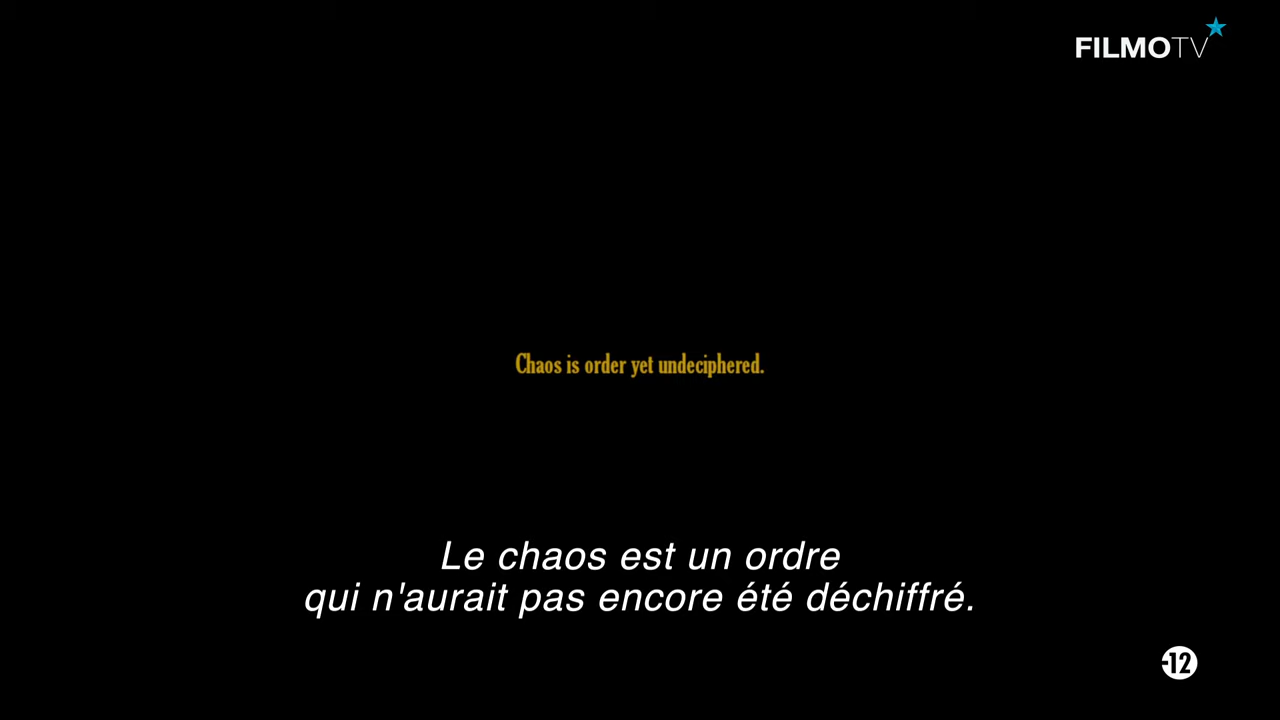 FILMOTV
Chaos is order yet undeciphered.
Le chaos est un ordre
qui n'aurait pas encore été déchiffré.
-12